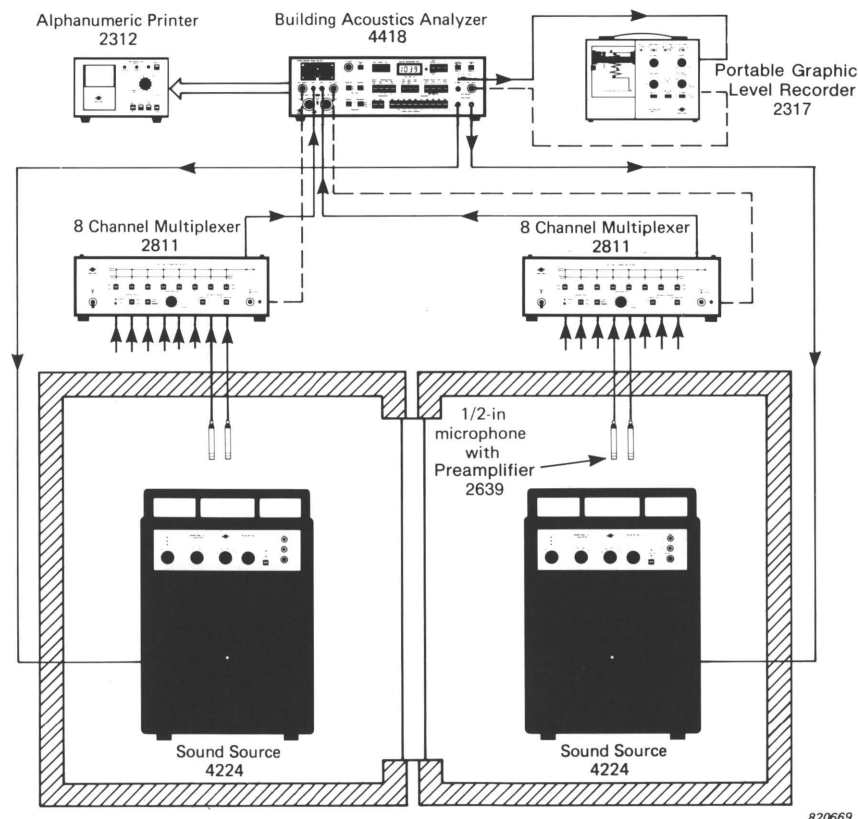 Alphanumeric Printer
2312
Building Acoustics Analyzer
4418
Portable Graphic
Level Recorder
2317
8 Channel Multiplexer
2811
8 Channel Multiplexer
2811
1/2-in
microphone
with
Preamplifier
2639
Sound Source
4224
Sound Source
4224
820669